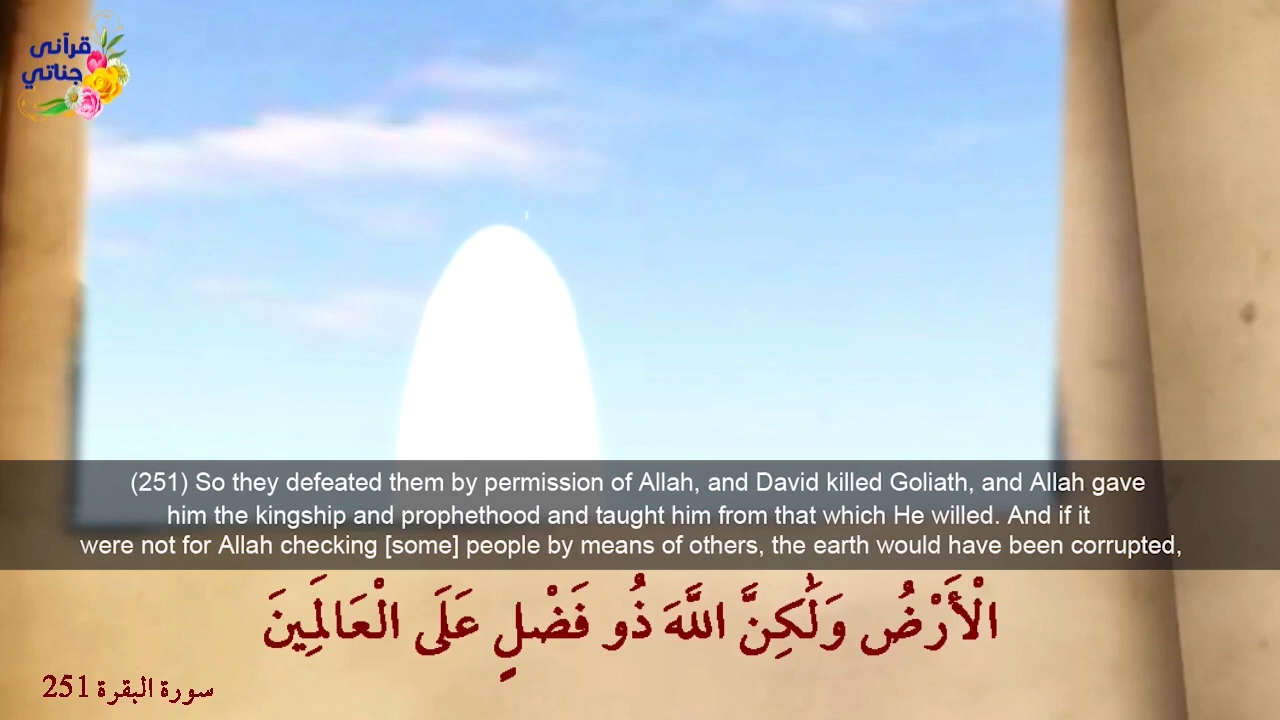 قرآنى
جناتي
(251) So they defeated them by permission of Allah, and David killed Goliath, and Allah gave
him the kingship and prophethood and taught him from that which He willed. And if it
were not for Allah checking [some] people by means of others, the earth would have been corrupted,
الْأَرْضُ وَلَٰكِنَّ اللَّهَ ذُو فَضْلٍ عَلَى الْعَالَمِينَ
سورة البقرة 251